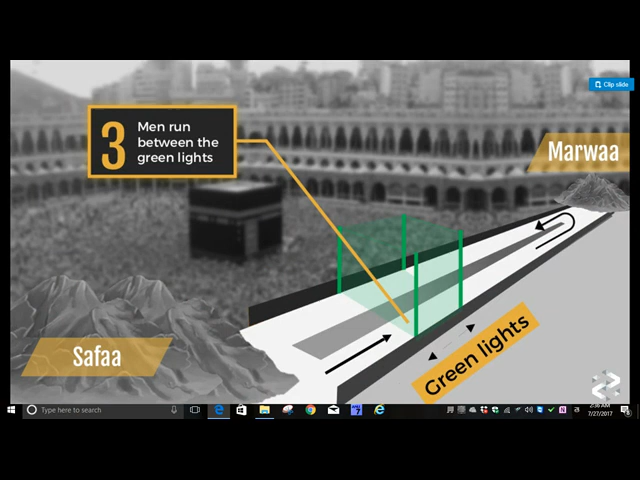 Clip slide
3
Men run
between the
green lights
Marwaa
Safaa
Green lights
Type here to search
2:36 AM
7/27/2017